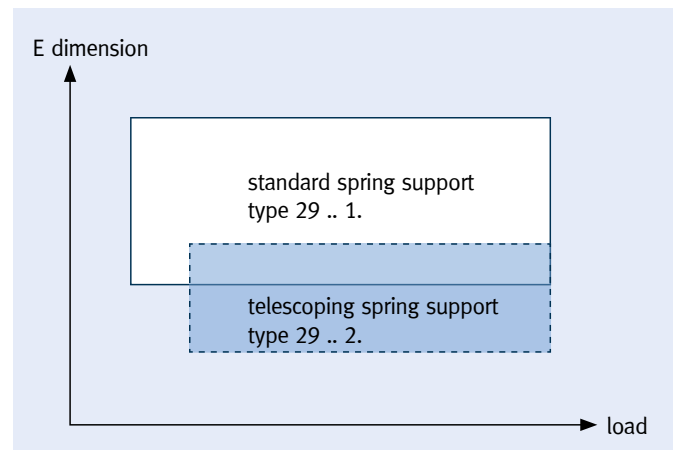 E dimension
standard spring support
type 29 .. 1.
telescoping spring support
type 29 .. 2.
load